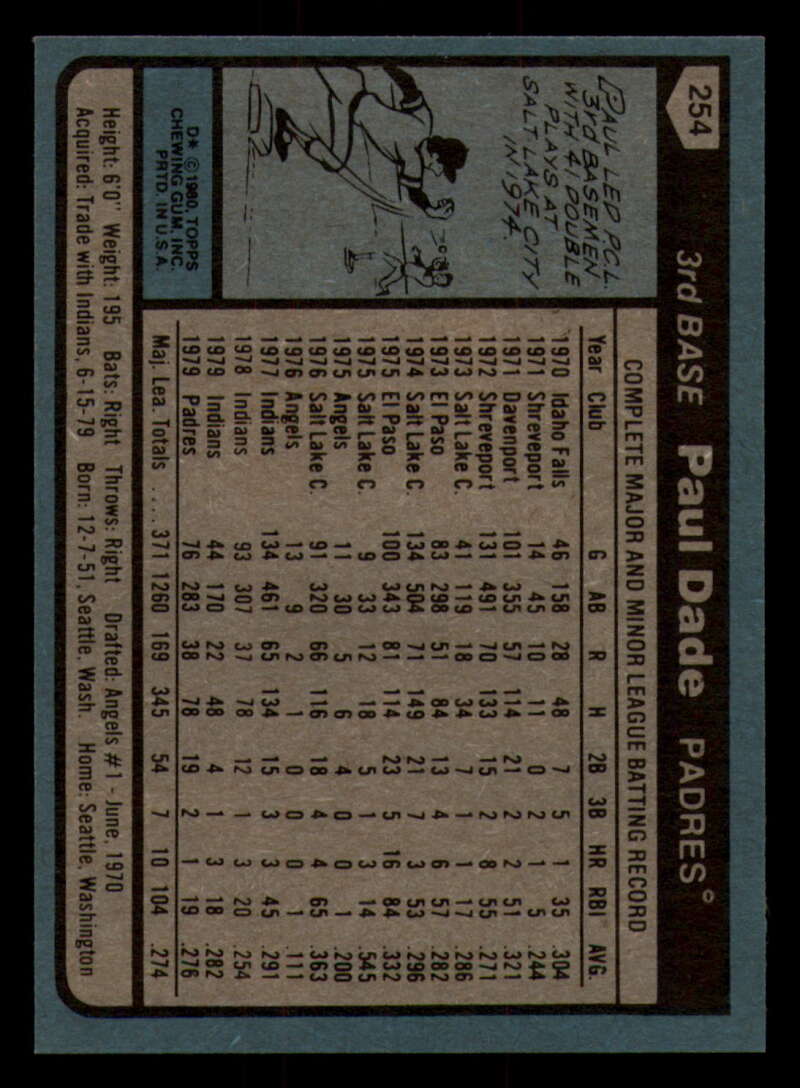 254
3rd BASE Paul Dade PADRES©
PAUL LED PCL
3rd BASEMEN
WITH 41 DOUBLE
PLAYS AT
SALT LAKE CITY
IN 1974.
D* © 1980, TOPPS
CHEWING GUM, INC.
PRTD. IN U.S.A.
COMPLETE MAJOR AND MINOR LEAGUE BATTING RECORD
Year Club G AB R H 2B 3B HR RBI AVG.
1970 Idaho Falls 46 158 28 48 7 5 1 35 .304
1971 Shreveport 14 45 10 11 0 2 1 5 .244
1971 Davenport 101 355 57 114 21 2 2 51 .321
1972 Shreveport 131 491 70 133 15 2 8 55 .271
1973 Salt Lake C. 41 119 18 34 7 1 1 17 .286
1973 El Paso 83 298 51 84 13 4 6 57 .282
1974 Salt Lake C. 134 504 71 149 21 7 3 53 .296
1975 El Paso 100 343 81 114 23 5 16 84 .332
1975 Salt Lake C. 9 33 12 18 5 1 3 14 .545
1975 Angels 11 30 5 6 4 0 0 1 .200
1976 Salt Lake C. 91 320 66 116 18 4 4 65 .363
1976 Angels 13 9 2 1 0 0 0 1 .111
1977 Indians 134 461 65 134 15 3 3 45 .291
1978 Indians 93 307 37 78 12 1 3 20 .254
1979 Indians 44 170 22 48 4 1 3 18 .282
1979 Padres 76 283 38 78 19 2 1 19 .276
Maj. Lea. Totals .... 371 1260 169 345 54 7 10 104 .274
Height: 6'0" Weight: 195 Bats: Right Throws: Right Drafted: Angels #1 - June, 1970
Acquired: Trade with Indians, 6-15-79 Born: 12-7-51, Seattle, Wash. Home: Seattle, Washington